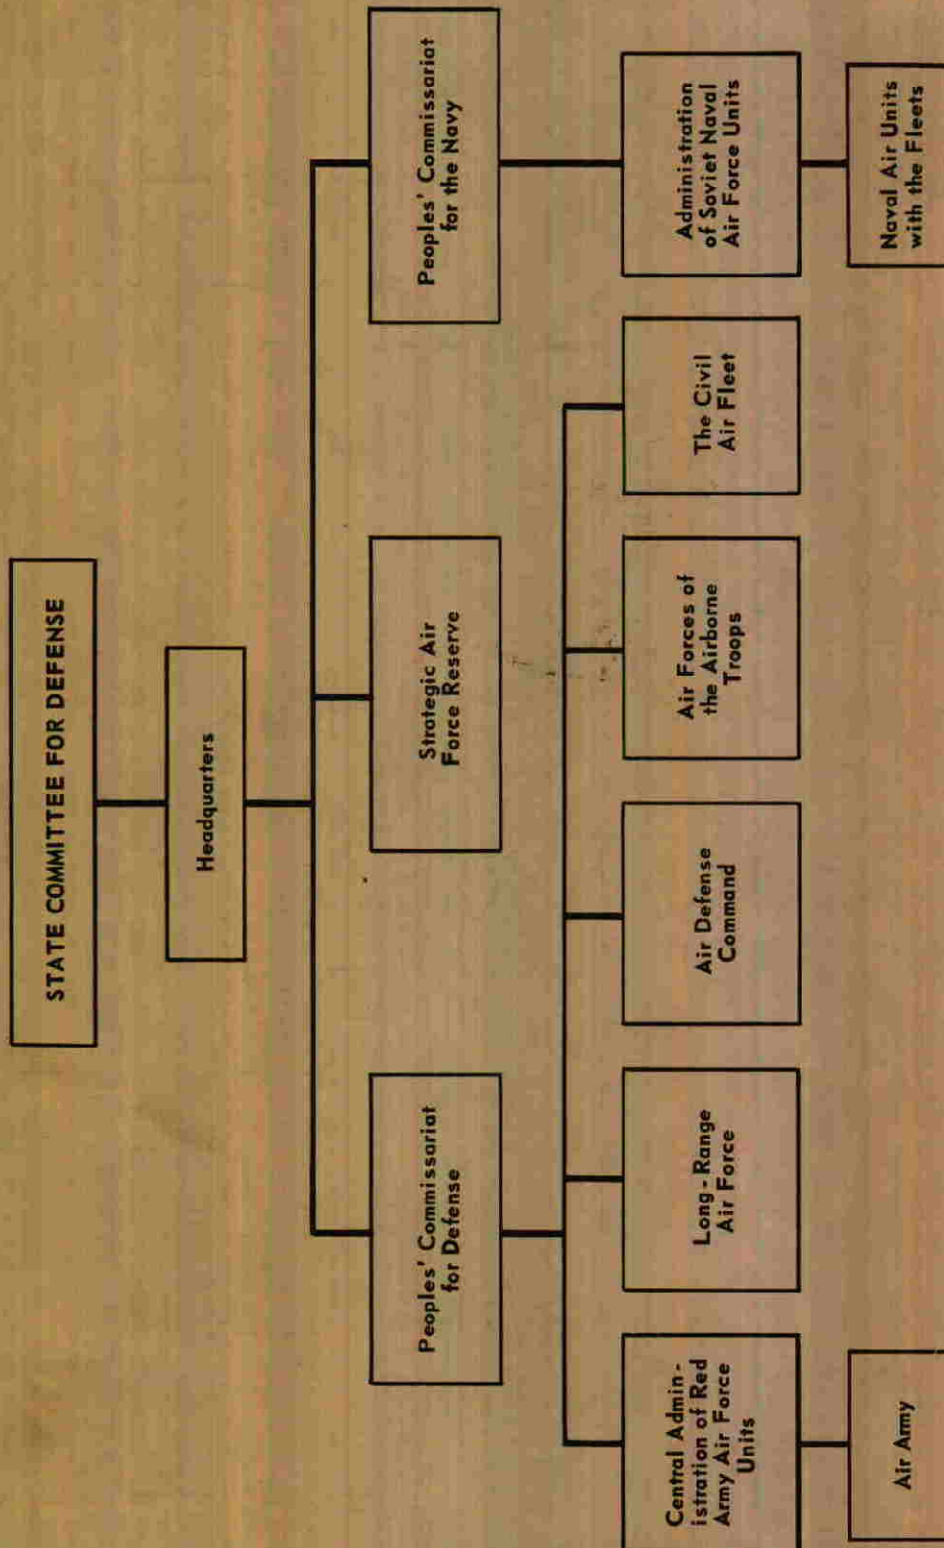 STATE COMMITTEE FOR DEFENSE
Headquarters
Peoples' Commissariat
for Defense
Strategic Air
Force Reserve
Peoples' Commissariat
for the Navy
Central Admin-
istration of Red
Army Air Force
Units
Long-Range
Air Force
Air Defense
Command
Air Forces of
the Airborne
Troops
The Civil
Air Fleet
Administration
of Soviet Naval
Air Force Units
Air Army
Naval Air Units
with the Fleets